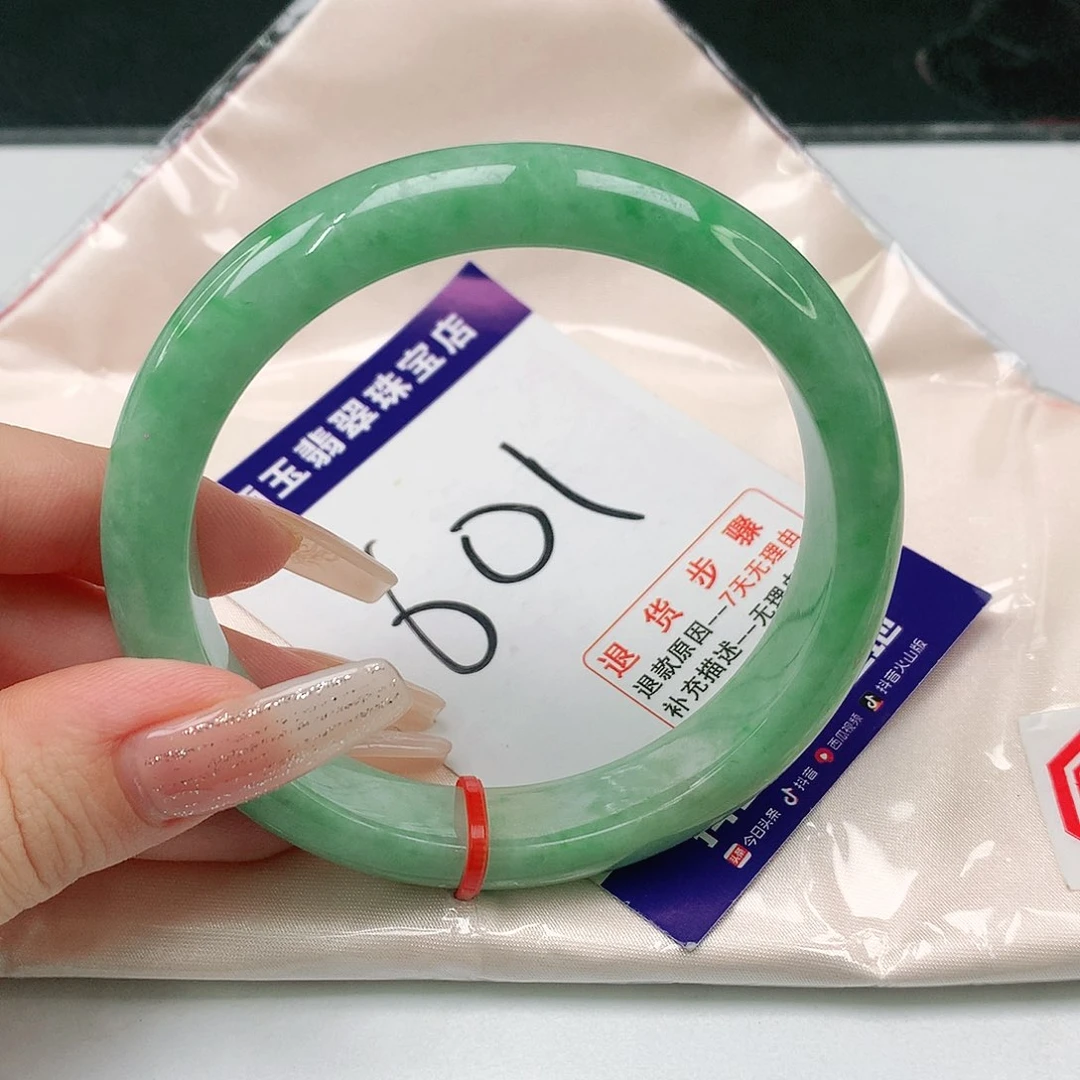 玉翡翠珠宝店
801
退货步骤
退款原因--7天无理由
补充描述--无理由
今日头条 抖音 西瓜视频 抖音火山版